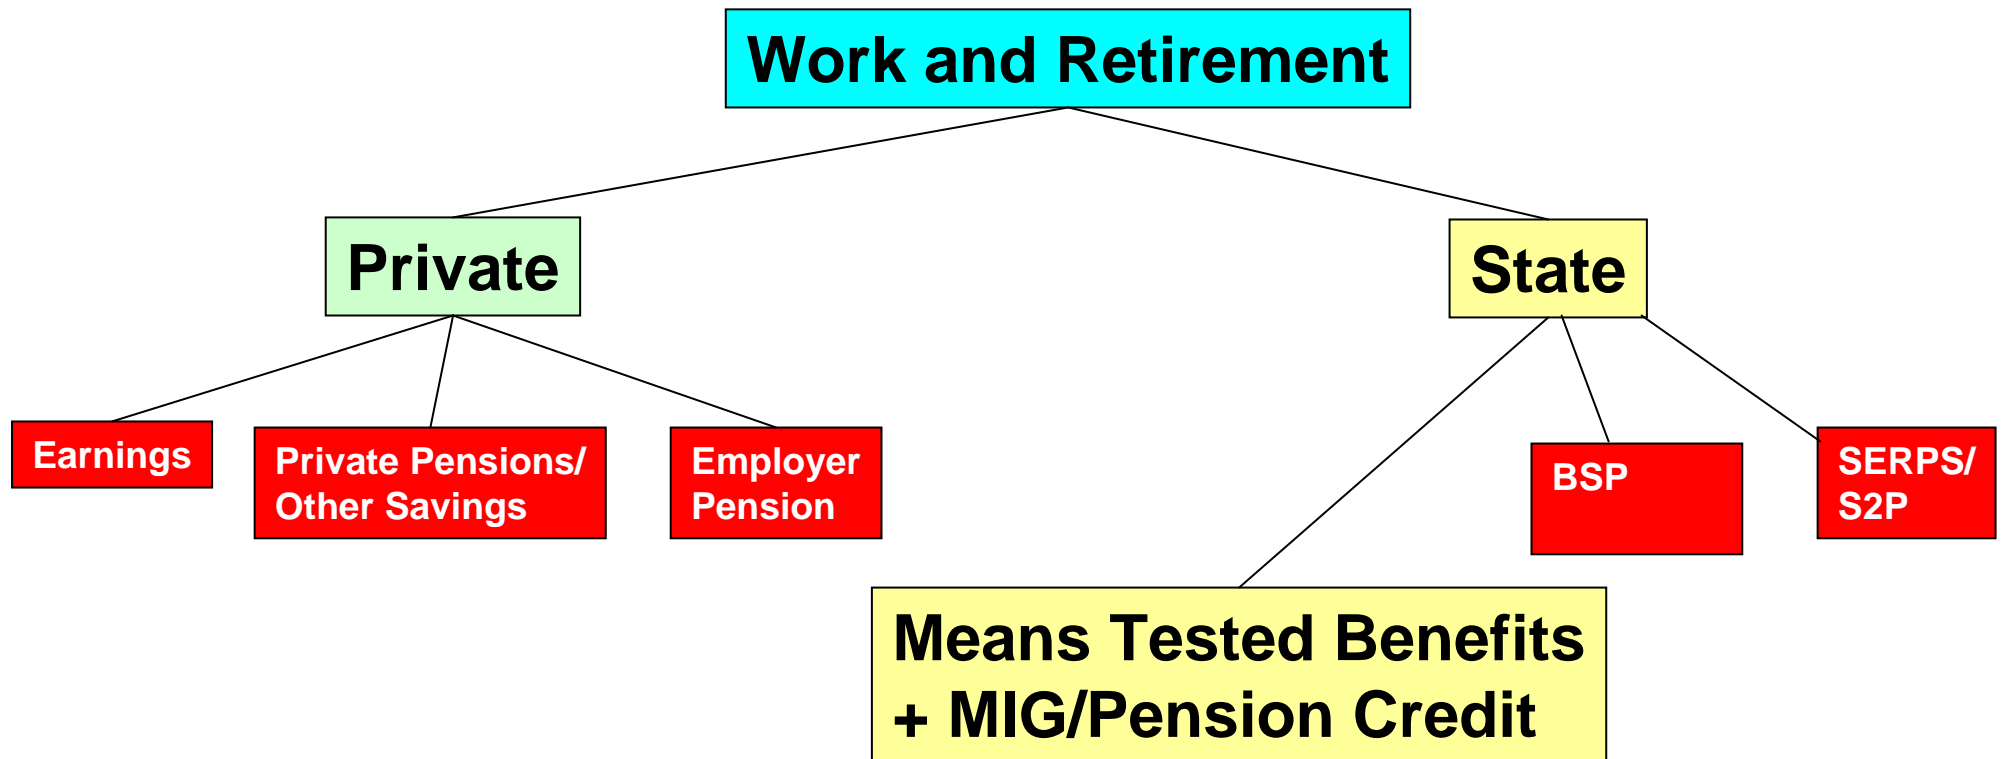 Work and Retirement
Private
State
Earnings
Private Pensions/
Other Savings
Employer
Pension
BSP
SERPS/
S2P
Means Tested Benefits
+ MIG/Pension Credit